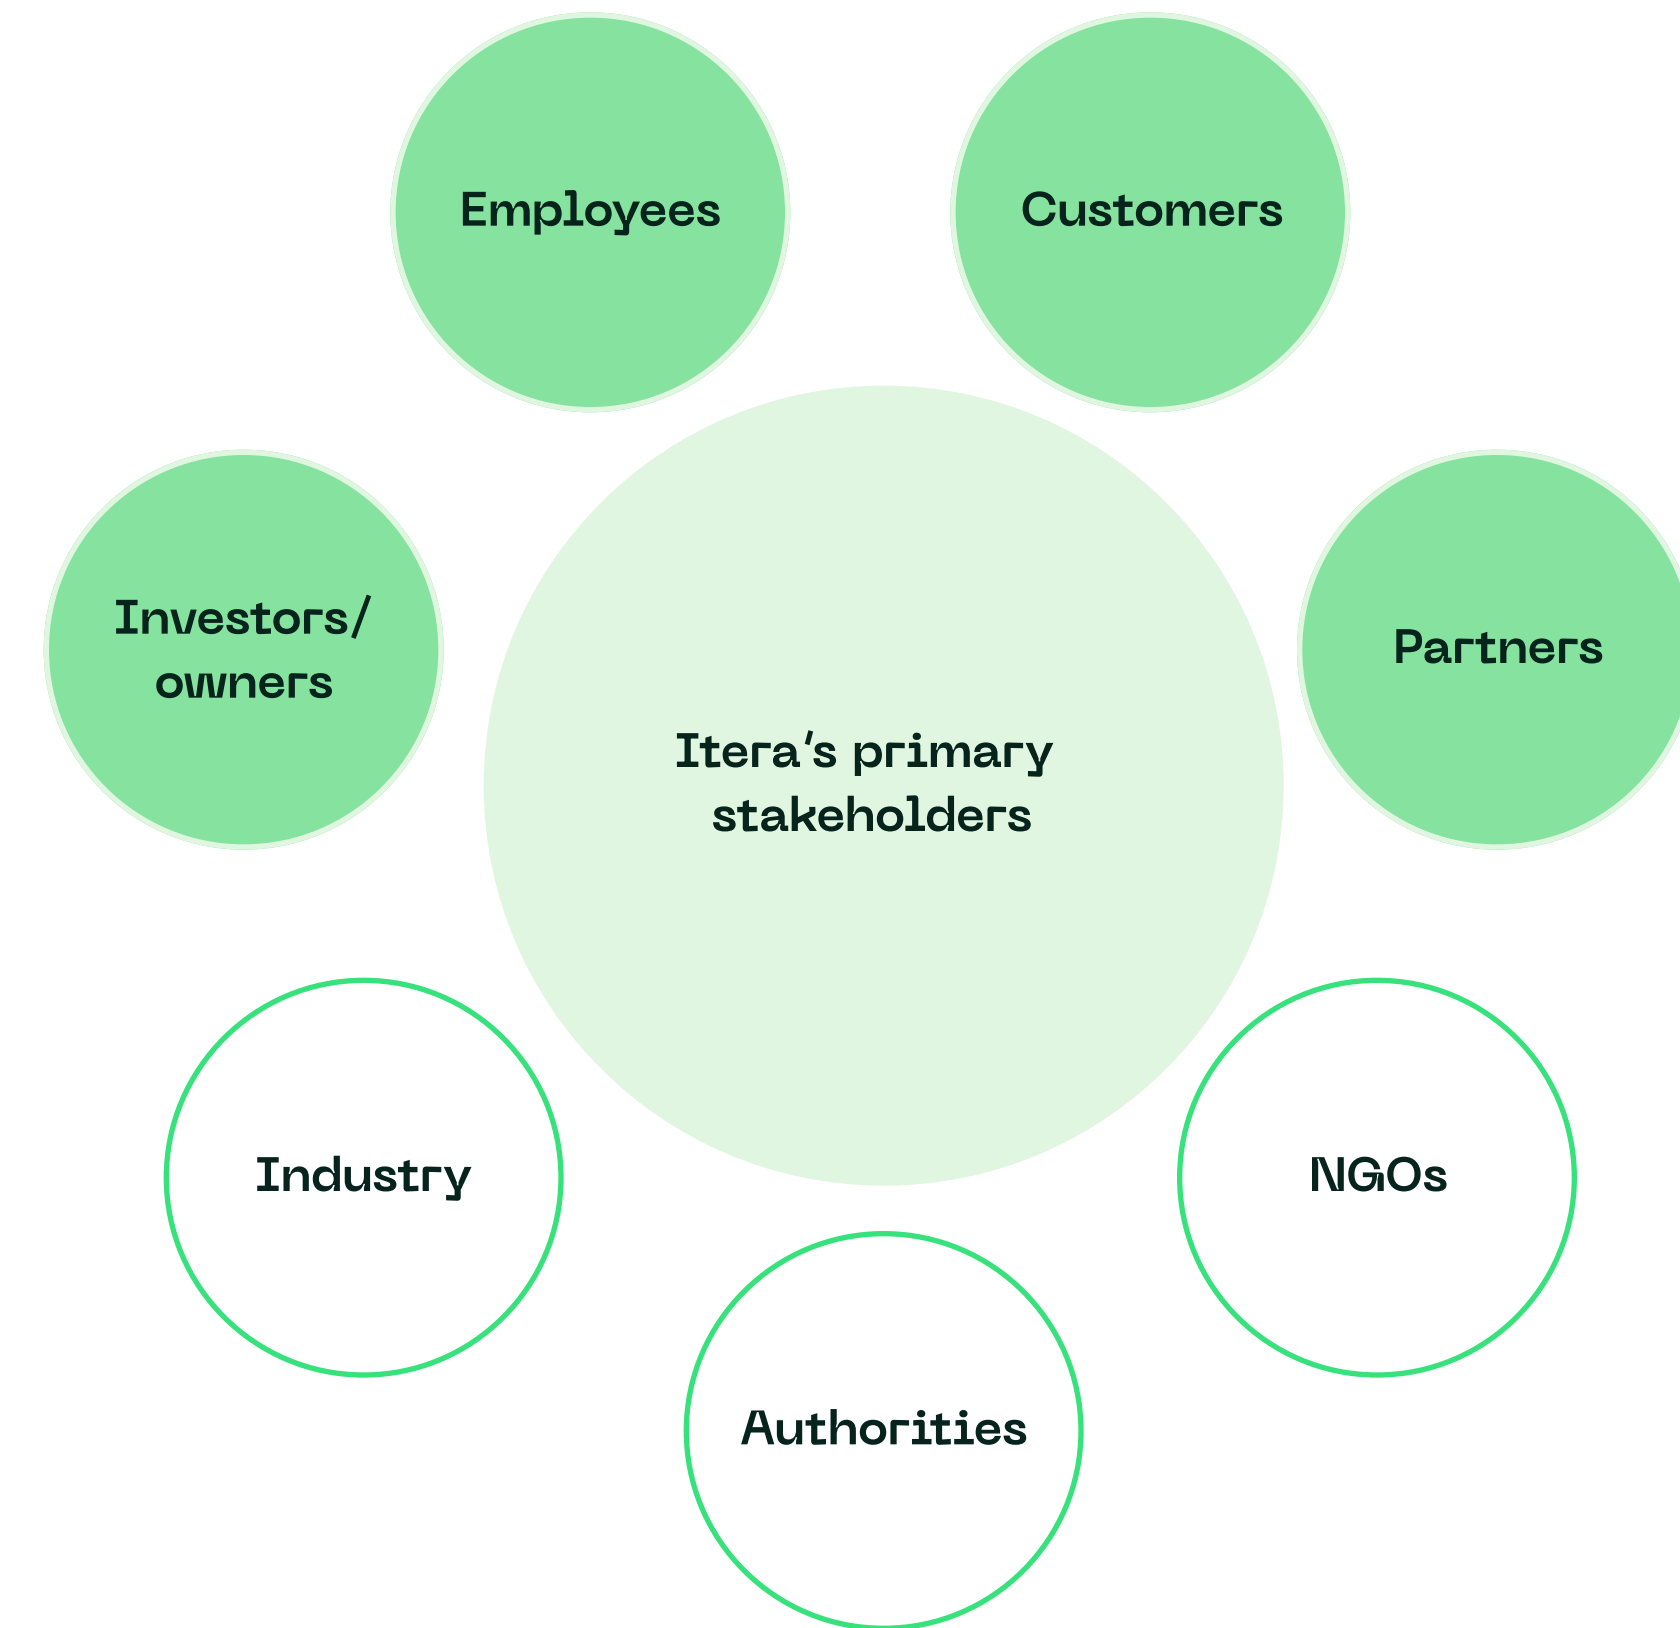 Employees
Customers
Investors/
owners
Partners
Itera's primary
stakeholders
Industry
NGOs
Authorities